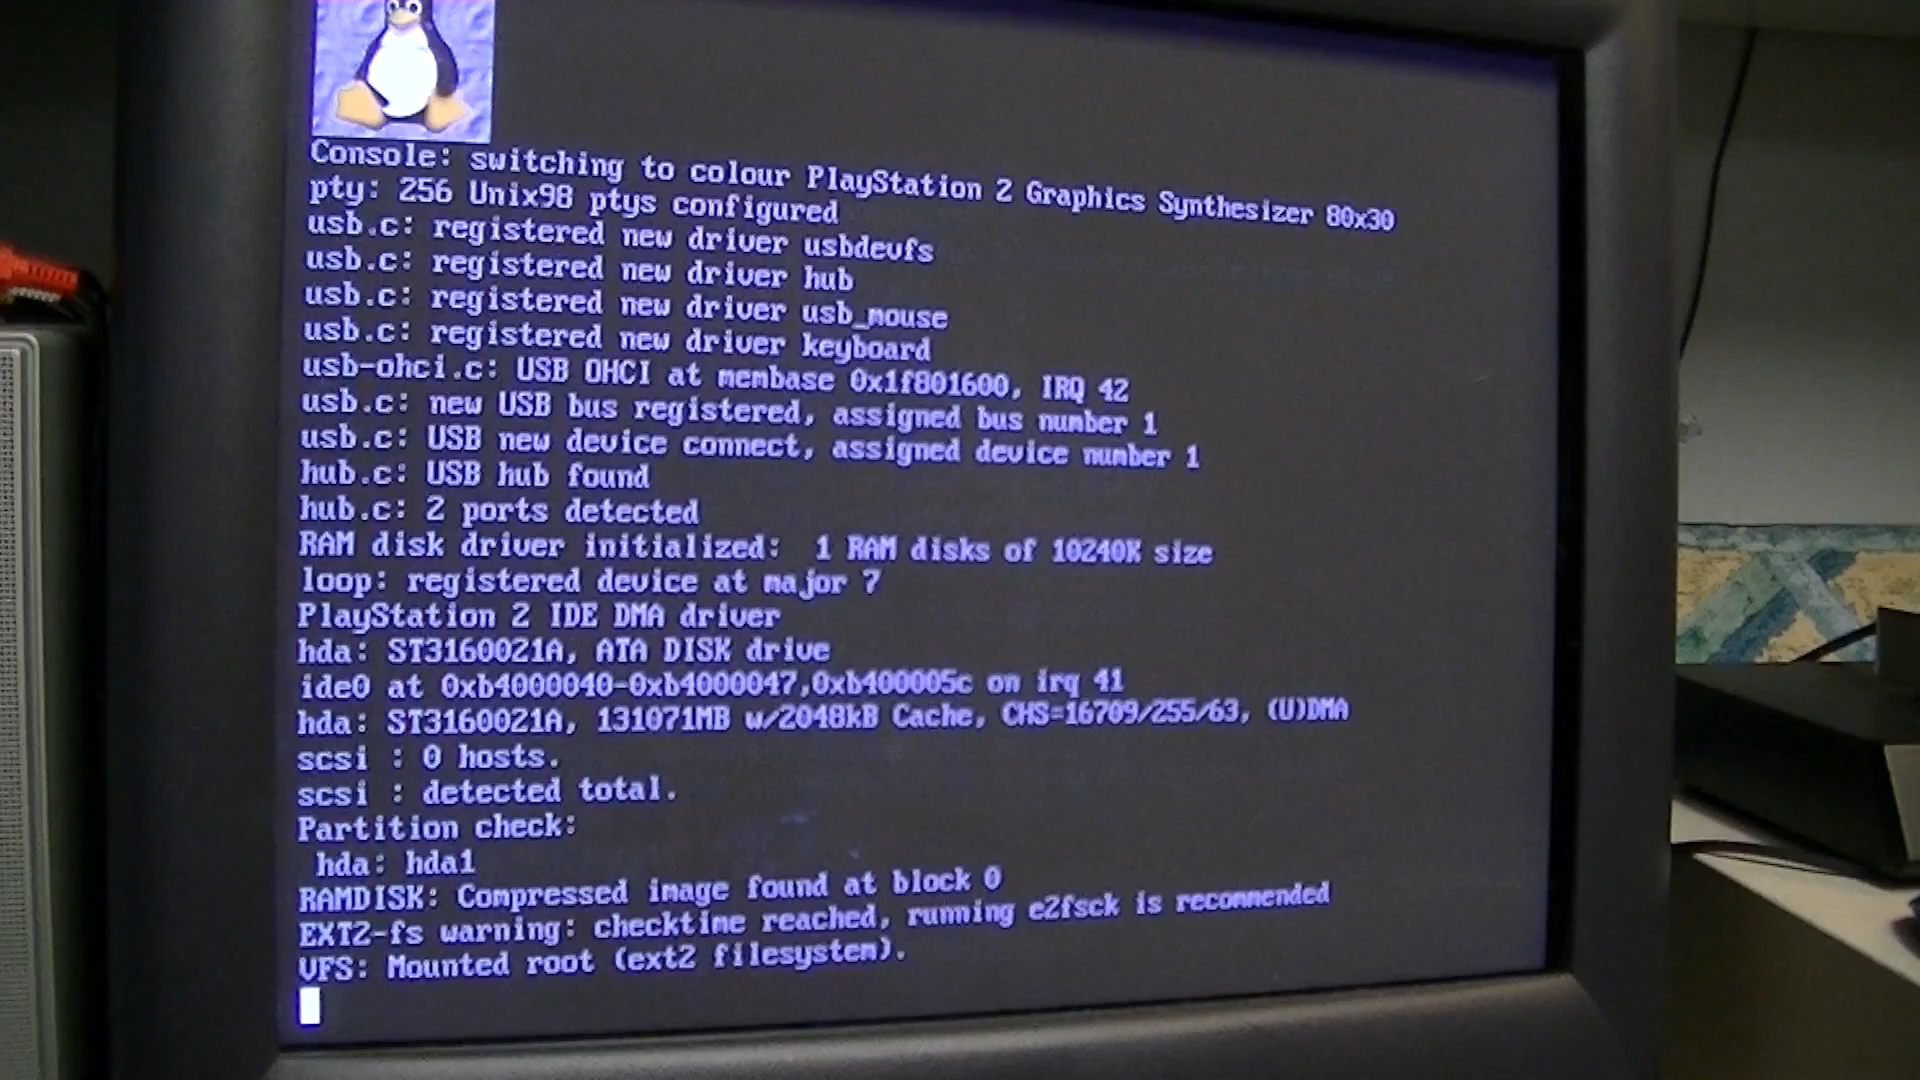 Console: switching to colour PlayStation 2 Graphics Synthesizer 80x30
pty: 256 Unix98 ptys configured
usb.c: registered new driver usbdevfs
usb.c: registered new driver hub
usb.c: registered new driver usb_mouse
usb.c: registered new driver keyboard
usb-ohci.c: USB OHCI at membase 0x1f801600, IRQ 42
usb.c: new USB bus registered, assigned bus number 1
usb.c: USB new device connect, assigned device number 1
hub.c: USB hub found
hub.c: 2 ports detected
RAM disk driver initialized:  1 RAM disks of 10240K size
loop: registered device at major 7
PlayStation 2 IDE DMA driver
hda: ST3160021A, ATA DISK drive
ide0 at 0xb4000040-0xb4000047,0xb400005c on irq 41
hda: ST3160021A, 131071MB w/2048kB Cache, CHS=16709/255/63, (U)DMA
scsi : 0 hosts.
scsi : detected total.
Partition check:
 hda: hda1
RAMDISK: Compressed image found at block 0
EXT2-fs warning: checktime reached, running e2fsck is recommended
VFS: Mounted root (ext2 filesystem).